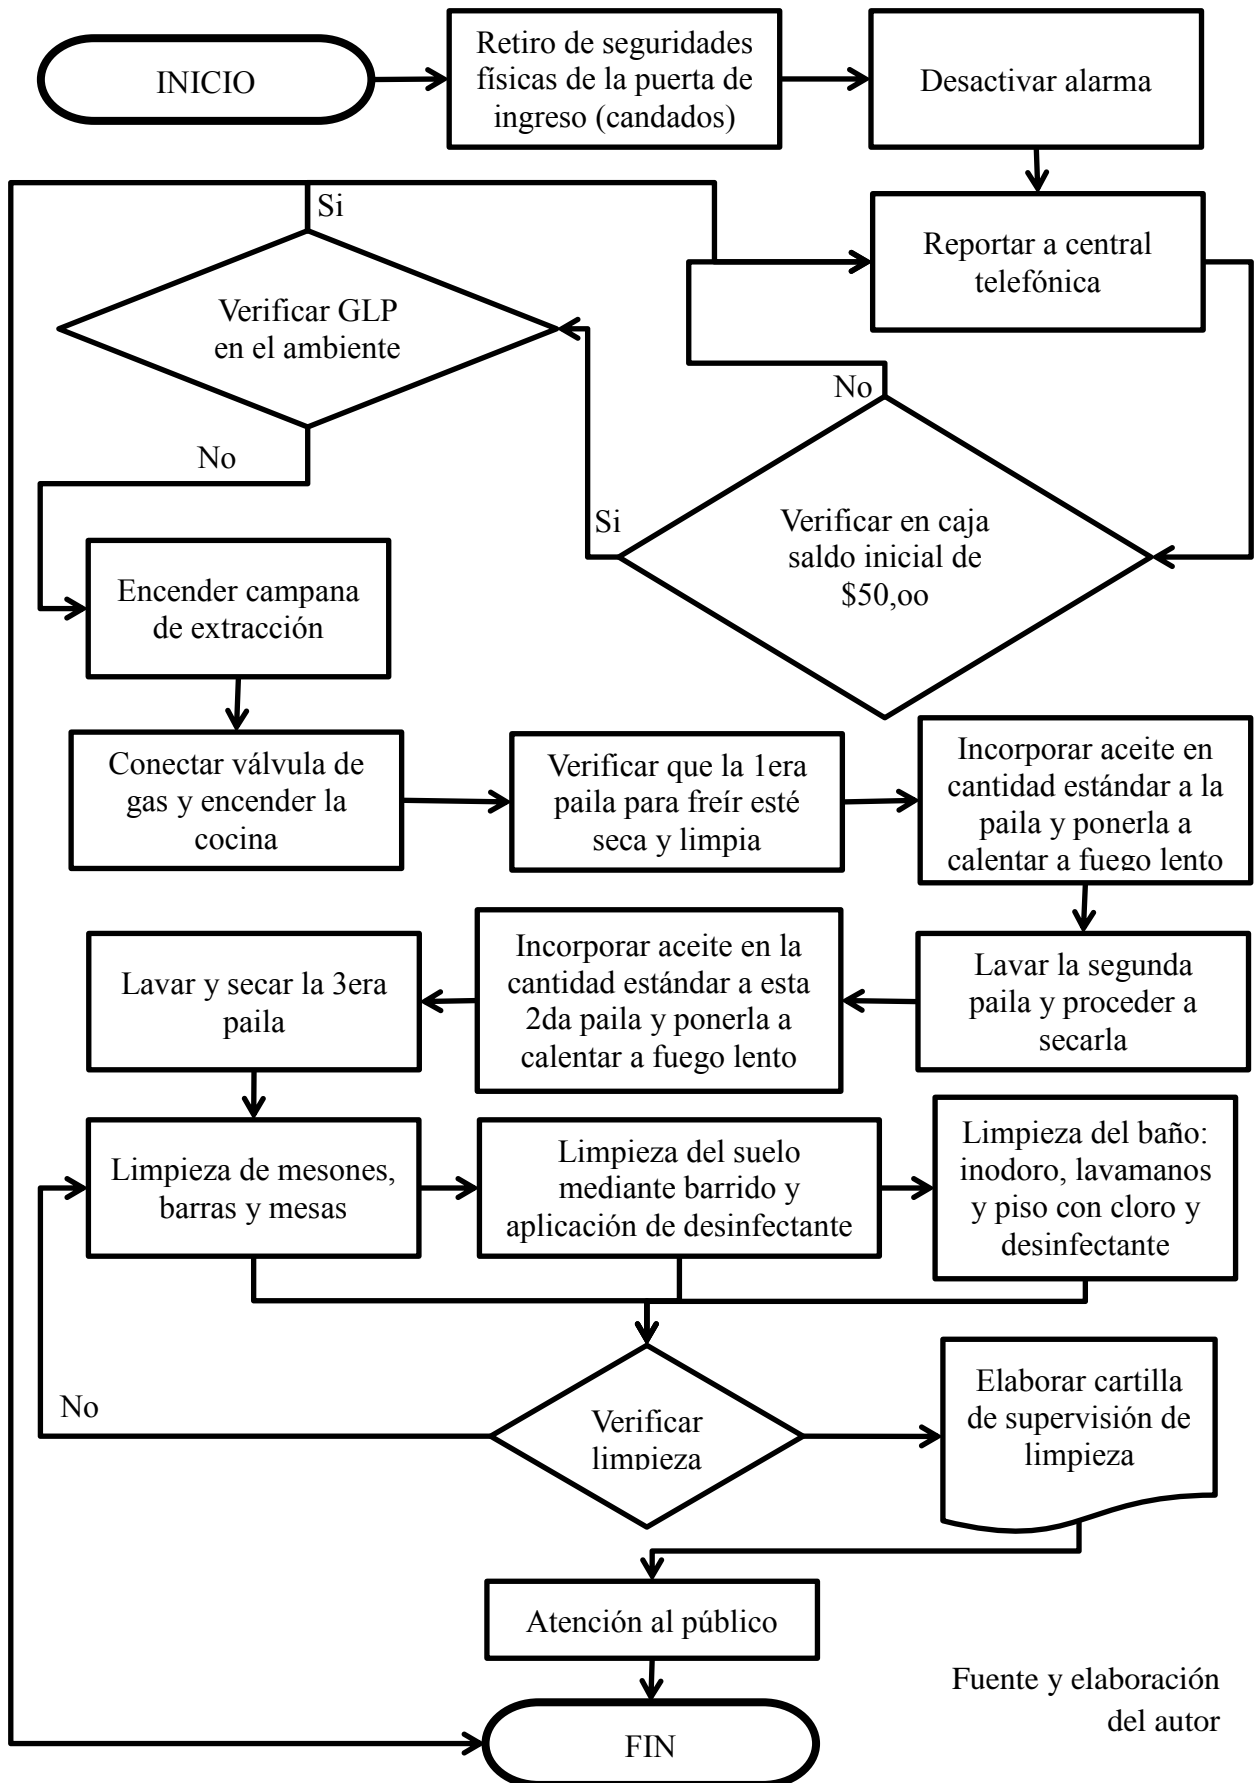 INICIO
Retiro de seguridades
físicas de la puerta de
ingreso (candados)
Desactivar alarma
Si
Reportar a central
telefónica
Verificar GLP
en el ambiente
No
No
Si
Verificar en caja
saldo inicial de
$50,oo
Encender campana
de extracción
Conectar válvula de
gas y encender la
cocina
Verificar que la 1era
paila para freír esté
seca y limpia
Incorporar aceite en
cantidad estándar a la
paila y ponerla a
calentar a fuego lento
Lavar la segunda
paila y proceder a
secarla
Incorporar aceite en la
cantidad estándar a esta
2da paila y ponerla a
calentar a fuego lento
Lavar y secar la 3era
paila
Limpieza de mesones,
barras y mesas
Limpieza del suelo
mediante barrido y
aplicación de desinfectante
Limpieza del baño:
inodoro, lavamanos
y piso con cloro y
desinfectante
No
Verificar
limpieza
Elaborar cartilla
de supervisión de
limpieza
Atención al público
FIN
Fuente y elaboración
del autor